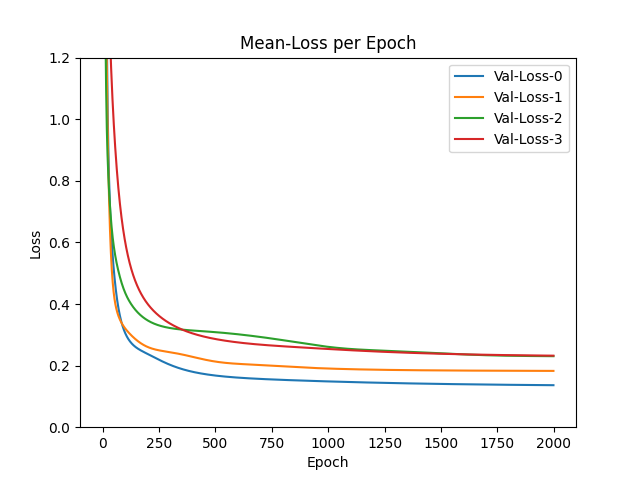 Mean-Loss per Epoch
1.2
1.0
0.8
0.6
0.4
0.2
0.0
Loss
Val-Loss-0
Val-Loss-1
Val-Loss-2
Val-Loss-3
0 250 500 750 1000 1250 1500 1750 2000
Epoch